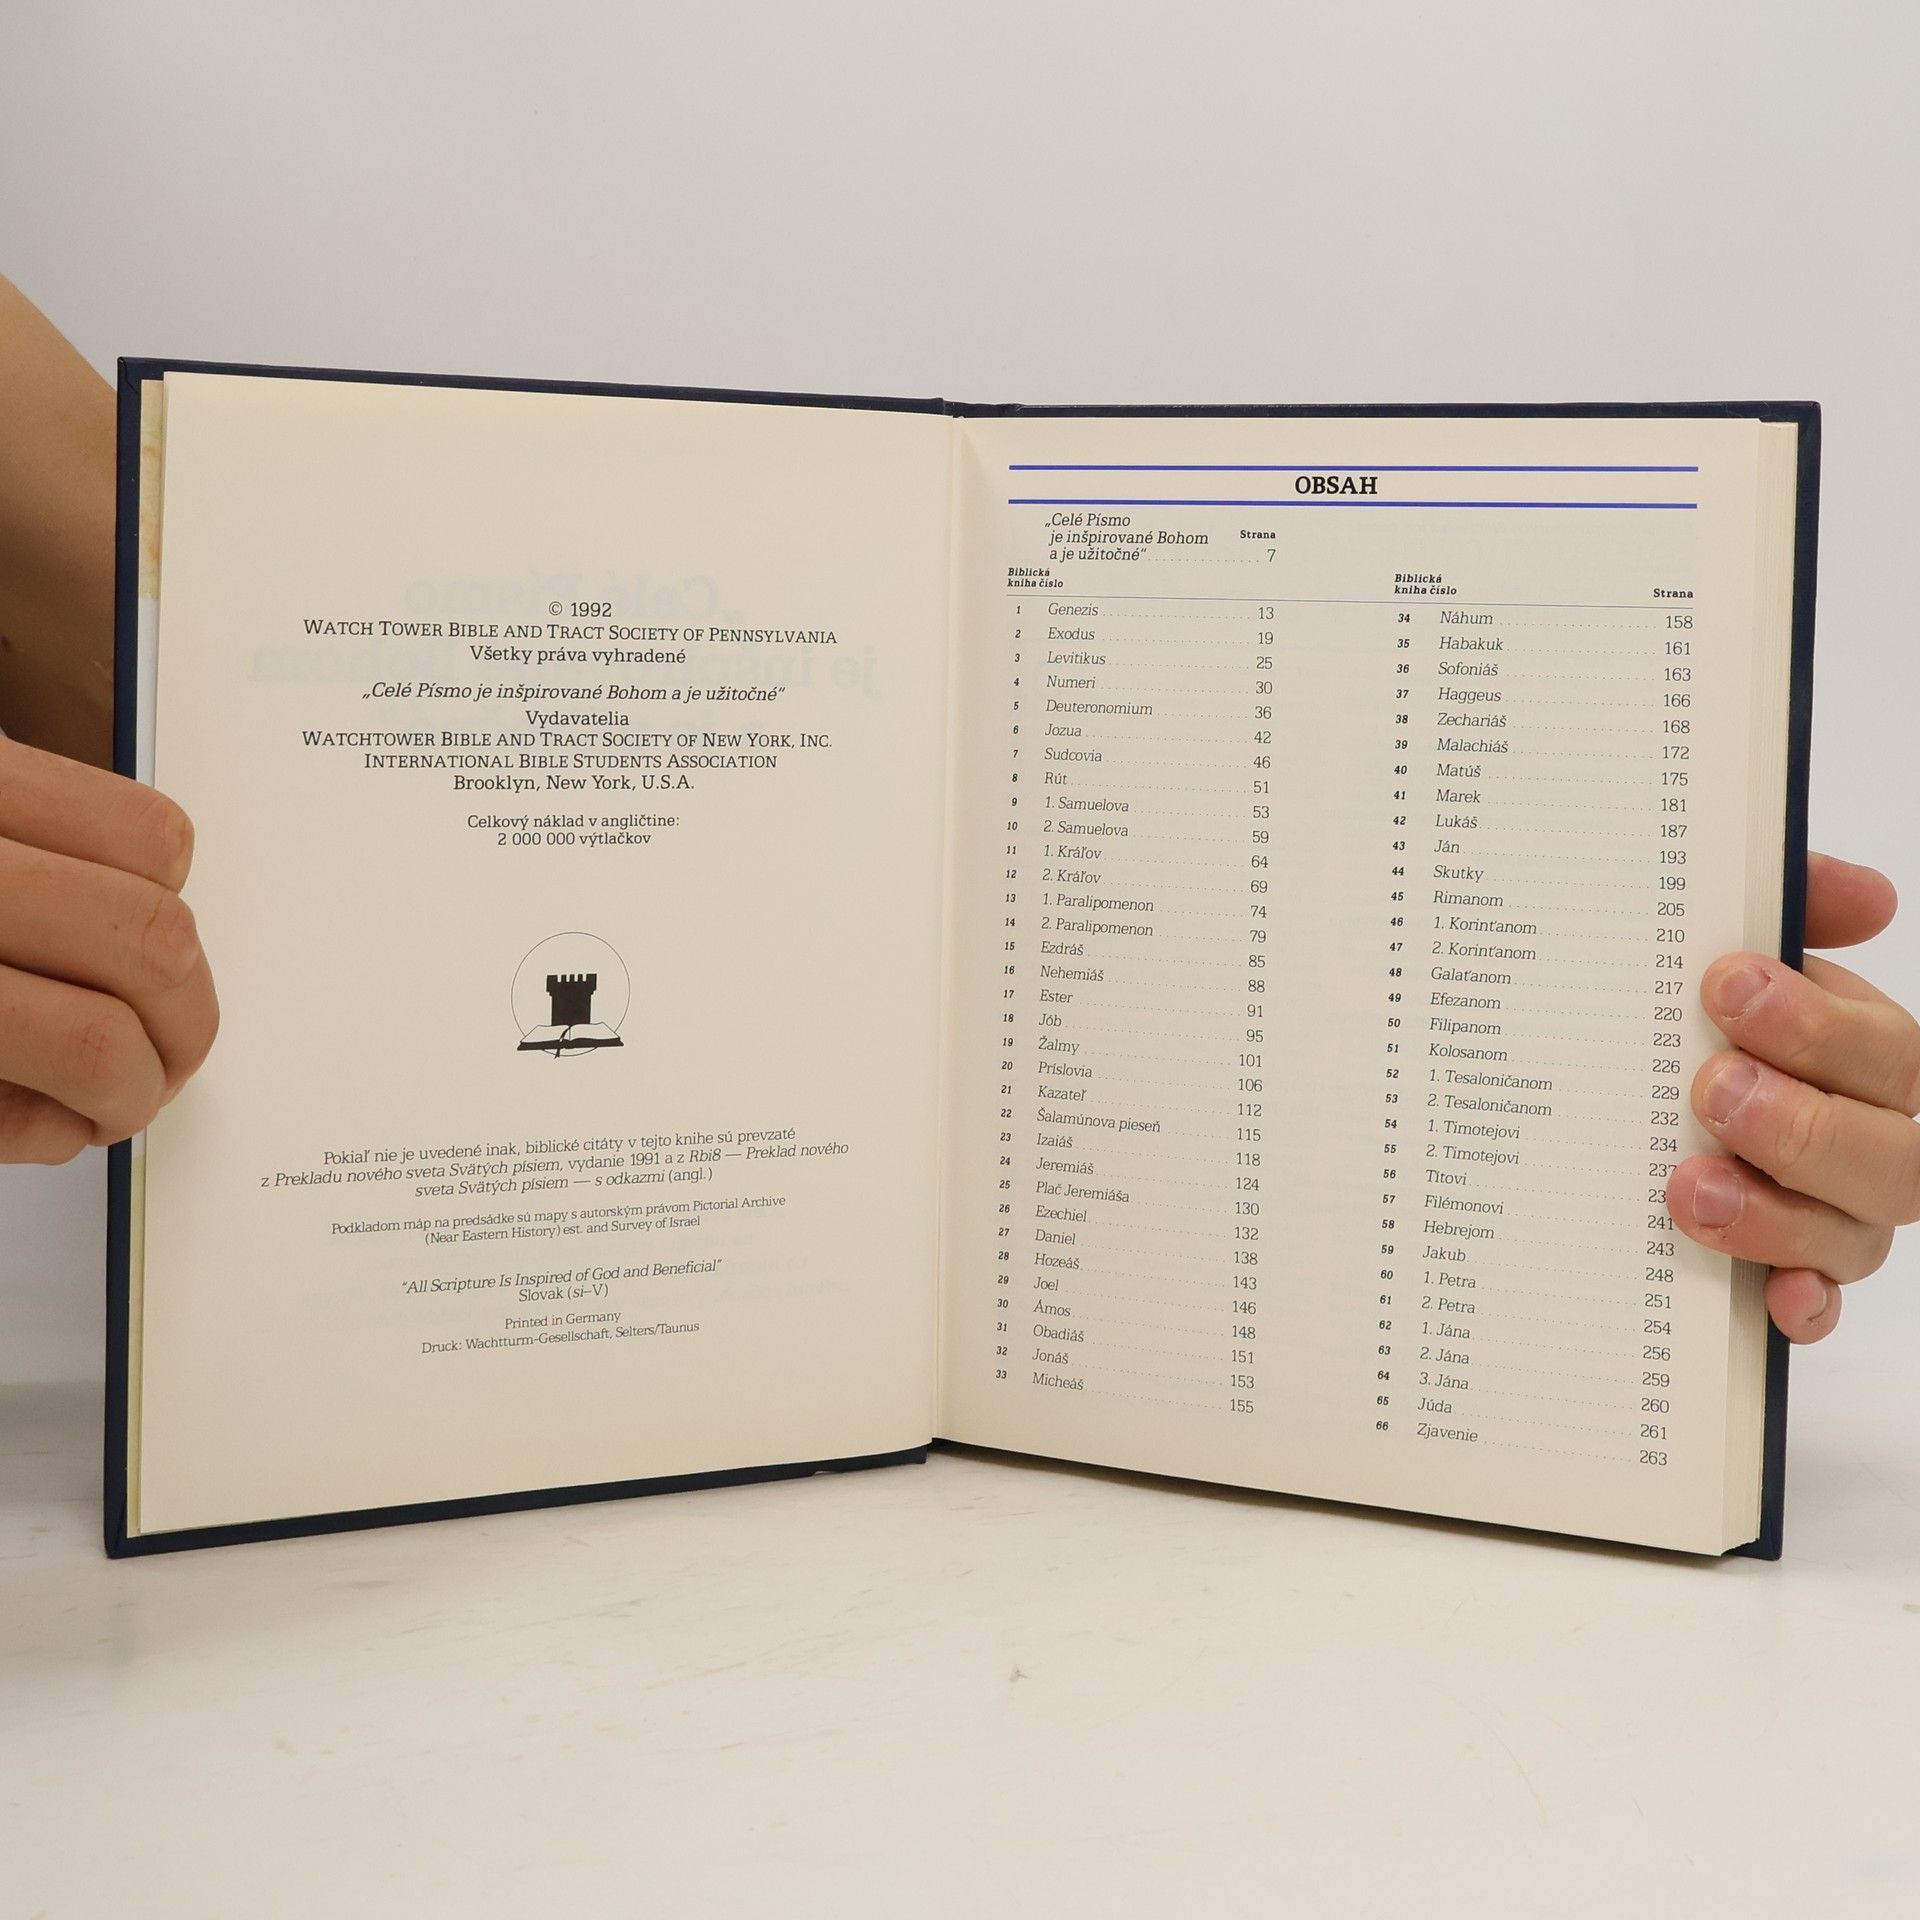 © 1992
WATCH TOWER BIBLE AND TRACT SOCIETY OF PENNSYLVANIA
Všetky práva vyhradené
„Celé Písmo je inšpirované Bohom a je užitočné“
Vydavatelia
WATCHTOWER BIBLE AND TRACT SOCIETY OF NEW YORK, INC.
INTERNATIONAL BIBLE STUDENTS ASSOCIATION
Brooklyn, New York, U.S.A.
Celkový náklad v angličtine:
2 000 000 výtlačkov
Pokiaľ nie je uvedené inak, biblické citáty v tejto knihe sú prevzaté
z Prekladu nového sveta Svätých písiem, vydanie 1991 a z Rbi8 — Preklad nového
sveta Svätých písiem — s odkazmi (angl.)
Podkladom máp na predsádke sú mapy s autorským právom Pictorial Archive
(Near Eastern History) est. and Survey of Israel
“All Scripture Is Inspired of God and Beneficial”
Slovak (si–V)
Printed in Germany
Druck: Wachtturm-Gesellschaft, Selters/Taunus
OBSAH
„Celé Písmo
je inšpirované Bohom Strana
a je užitočné“ 7
Biblická
kniha číslo
1 Genezis 13
2 Exodus 19
3 Levitikus 25
4 Numeri 30
5 Deuteronomium 36
6 Jozua 42
7 Sudcovia 46
8 Rút 51
9 1. Samuelova 53
10 2. Samuelova 59
11 1. Kráľov 64
12 2. Kráľov 69
13 1. Paralipomenon 74
14 2. Paralipomenon 79
15 Ezdráš 85
16 Nehemiáš 88
17 Ester 91
18 Jób 95
19 Žalmy 101
20 Príslovia 106
21 Kazateľ 112
22 Šalamúnova pieseň 115
23 Izaiáš 118
24 Jeremiáš 124
25 Plač Jeremiáša 130
26 Ezechiel 132
27 Daniel 138
28 Hozeáš 143
29 Joel 146
30 Ámos 148
31 Obadiáš 151
32 Jonáš 153
33 Micheáš 155
Biblická
kniha číslo Strana
34 Náhum 158
35 Habakuk 161
36 Sofoniáš 163
37 Haggeus 166
38 Zechariáš 168
39 Malachiáš 172
40 Matúš 175
41 Marek 181
42 Lukáš 187
43 Ján 193
44 Skutky 199
45 Rimanom 205
46 1. Korinťanom 210
47 2. Korinťanom 214
48 Galaťanom 217
49 Efezanom 220
50 Filipanom 223
51 Kolosanom 226
52 1. Tesaloničanom 229
53 2. Tesaloničanom 232
54 1. Timotejovi 234
55 2. Timotejovi 237
56 Títovi
57 Filémonovi 241
58 Hebrejom 243
59 Jakub 248
60 1. Petra 251
61 2. Petra 254
62 1. Jána 256
63 2. Jána 259
64 3. Jána 260
65 Júda 261
66 Zjavenie 263